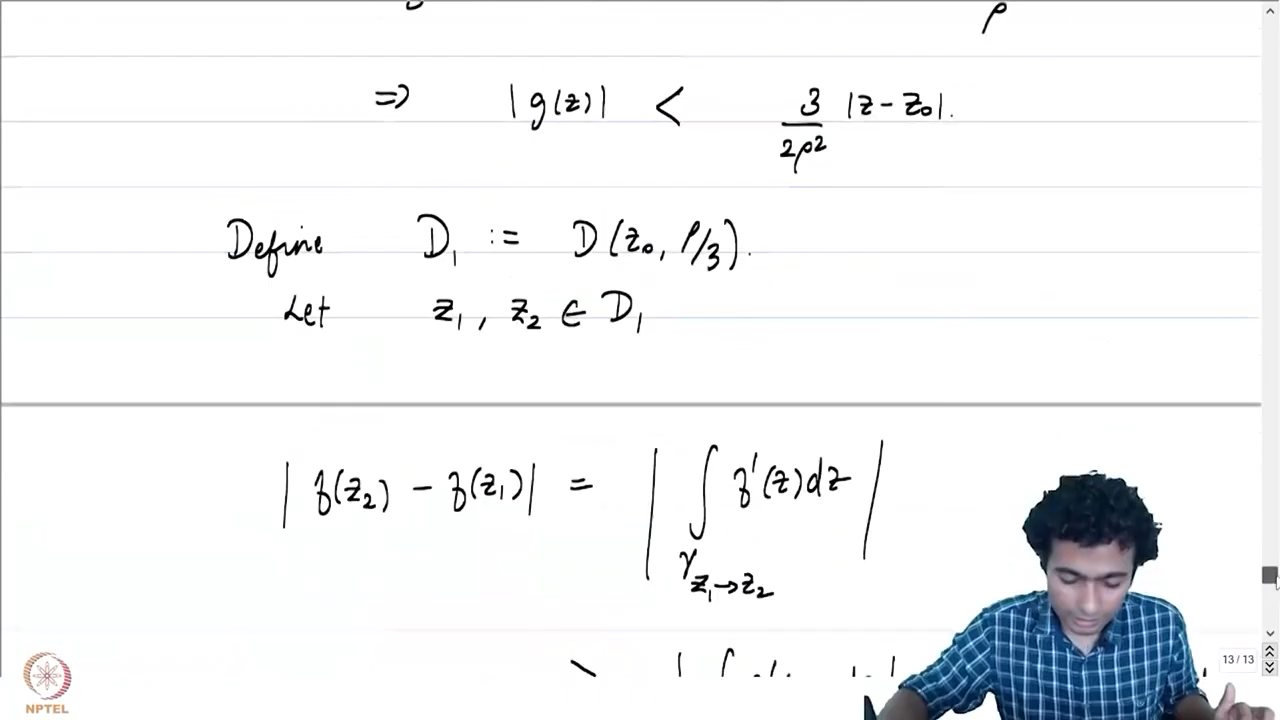 ρ
⇒ |g(z)| < 3/2ρ² |z - z₀|.
Define D₁ := D(z₀, ρ/3).
Let z₁, z₂ ∈ D₁
|f(z₂) - f(z₁)| = |∫_{γ_{z₁→z₂}} f'(z)dz|
13 / 13
NPTEL